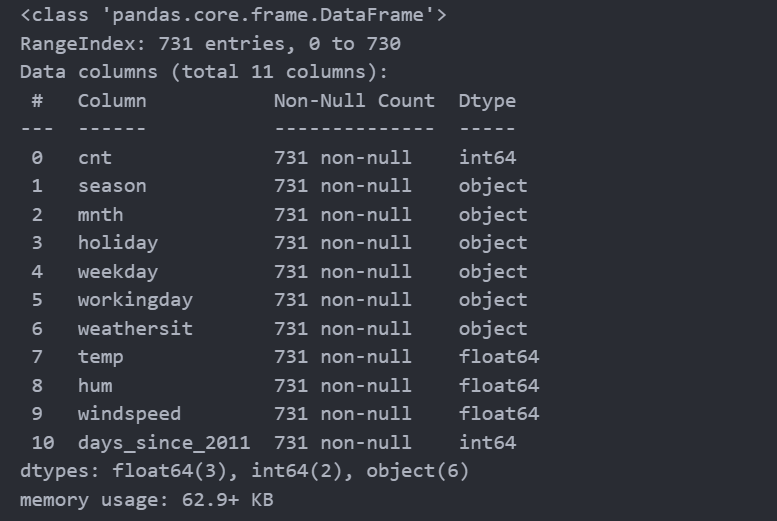 <class 'pandas.core.frame.DataFrame'>
RangeIndex: 731 entries, 0 to 730
Data columns (total 11 columns):
 #   Column           Non-Null Count  Dtype
---  ------           --------------  -----
 0   cnt              731 non-null    int64
 1   season           731 non-null    object
 2   mnth             731 non-null    object
 3   holiday          731 non-null    object
 4   weekday          731 non-null    object
 5   workingday       731 non-null    object
 6   weathersit       731 non-null    object
 7   temp             731 non-null    float64
 8   hum              731 non-null    float64
 9   windspeed        731 non-null    float64
 10  days_since_2011  731 non-null    int64
dtypes: float64(3), int64(2), object(6)
memory usage: 62.9+ KB